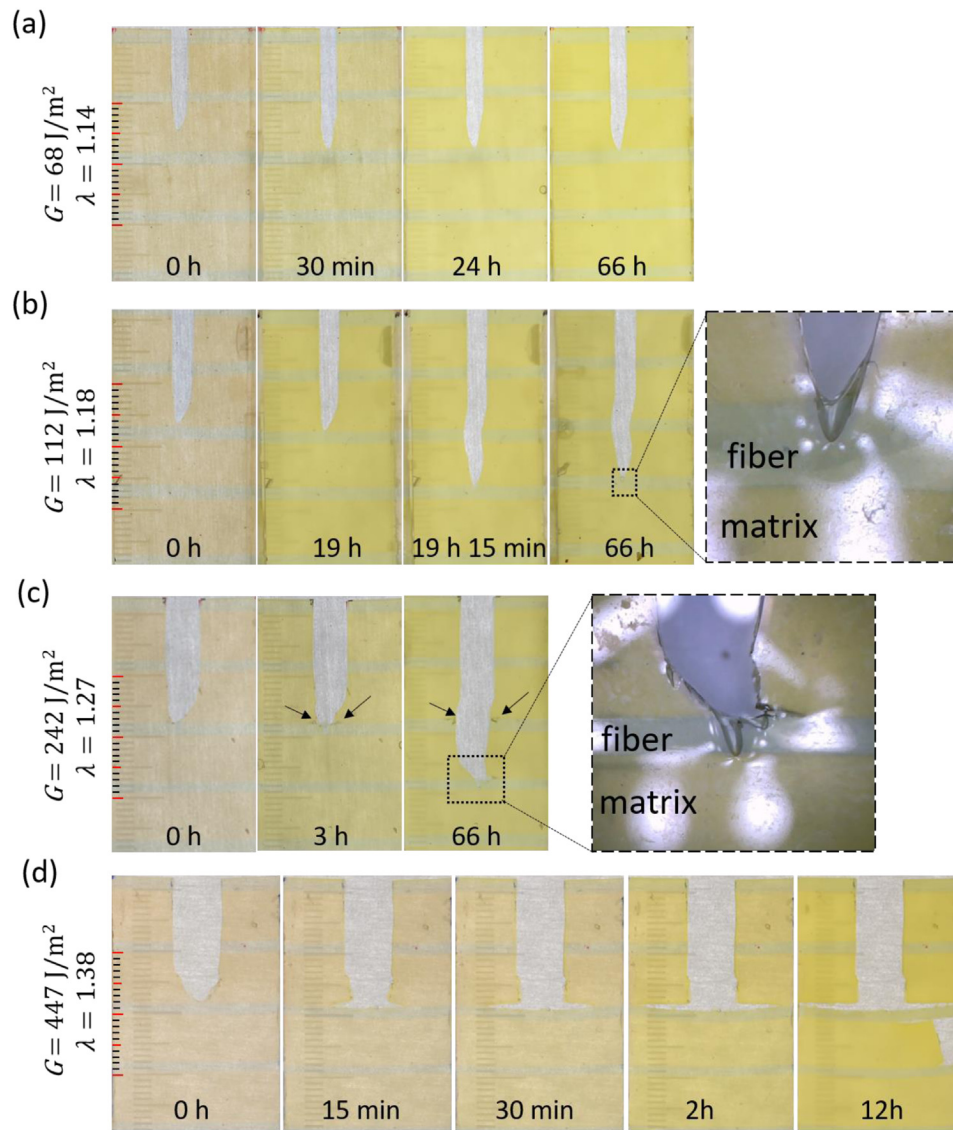 (a)
G= 68 J/m²
λ = 1.14
0 h
30 min
24 h
66 h
(b)
G= 112 J/m²
λ = 1.18
0 h
19 h
19 h 15 min
66 h
fiber
matrix
(c)
G= 242 J/m²
λ = 1.27
0 h
3 h
66 h
fiber
matrix
(d)
G= 447 J/m²
λ = 1.38
0 h
15 min
30 min
2h
12h